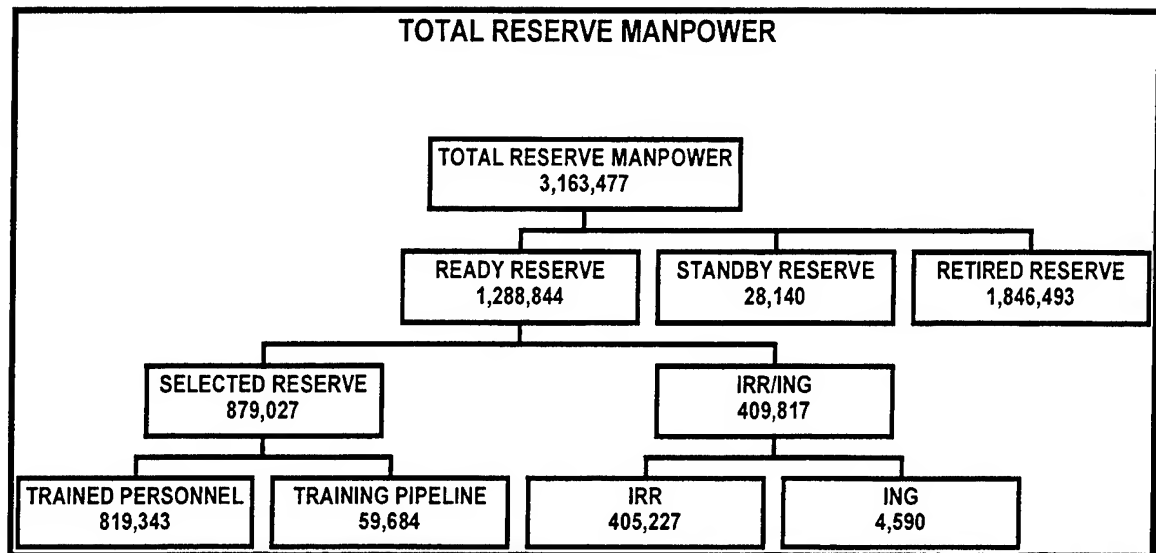 TOTAL RESERVE MANPOWER
TOTAL RESERVE MANPOWER
3,163,477
READY RESERVE
1,288,844
STANDBY RESERVE
28,140
RETIRED RESERVE
1,846,493
SELECTED RESERVE
879,027
IRR/ING
409,817
TRAINED PERSONNEL
819,343
TRAINING PIPELINE
59,684
IRR
405,227
ING
4,590